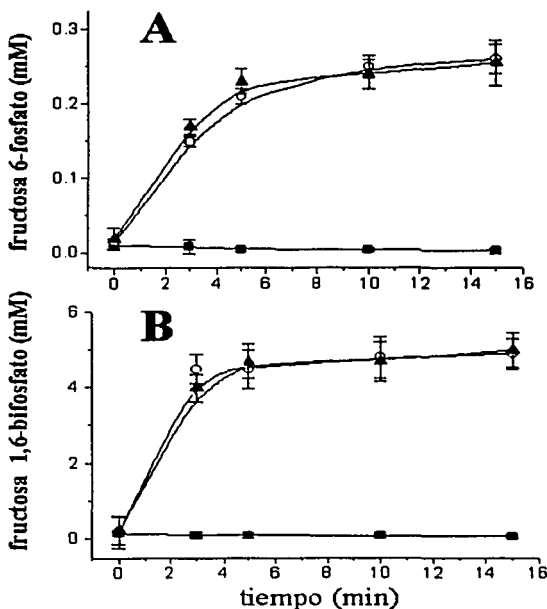 A
fructosa 6-fosfato (mM)
0.3
0.2
0.1
0.0
0 2 4 6 8 10 12 14 16
B
fructosa 1,6-bifosfato (mM)
6
4
2
0
0 2 4 6 8 10 12 14 16
tiempo (min)